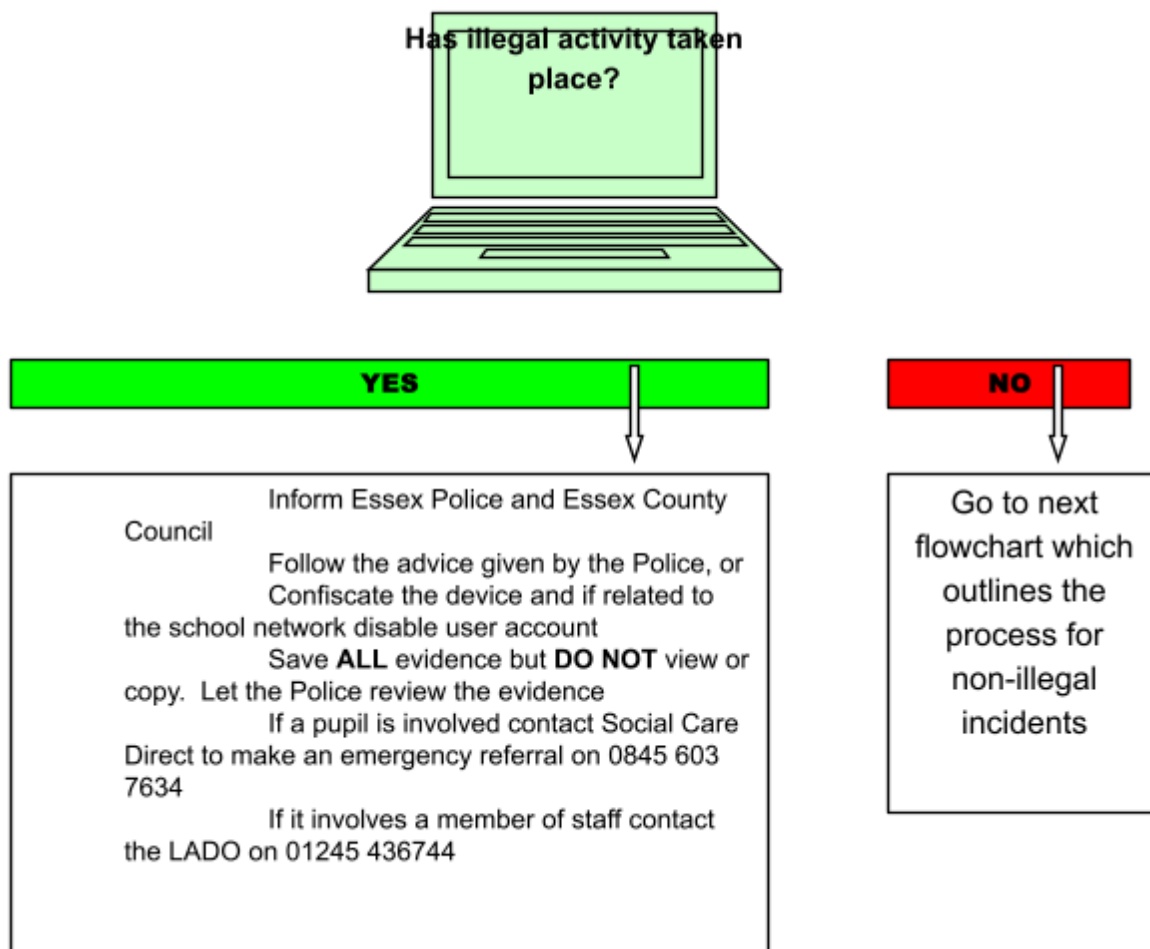 Has illegal activity taken
place?
YES
NO
Inform Essex Police and Essex County
Council
Follow the advice given by the Police, or
Confiscate the device and if related to
the school network disable user account
Save ALL evidence but DO NOT view or
copy.  Let the Police review the evidence
If a pupil is involved contact Social Care
Direct to make an emergency referral on 0845 603
7634
If it involves a member of staff contact
the LADO on 01245 436744
Go to next
flowchart which
outlines the
process for
non-illegal
incidents